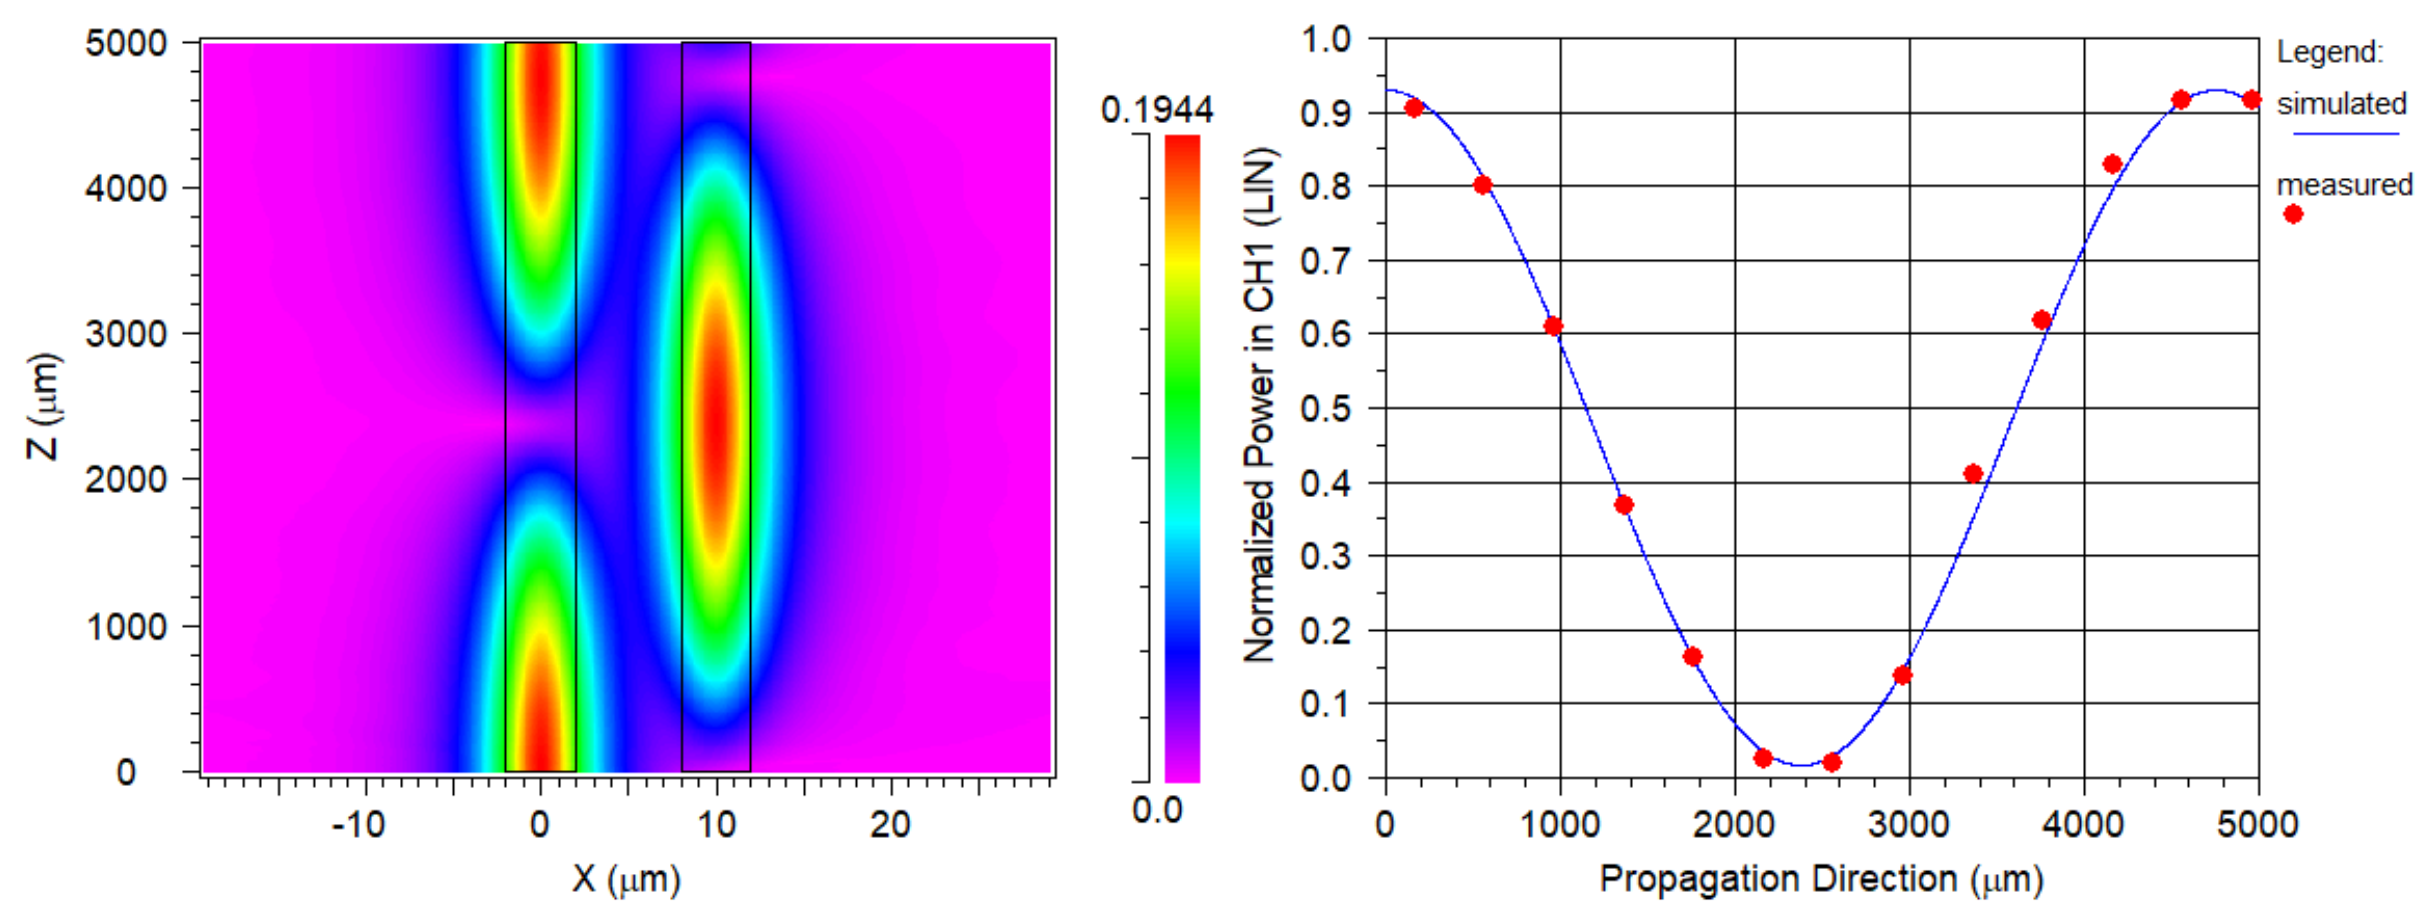 5000
4000
3000
2000
1000
0
Z (μm)
-10 0 10 20
X (μm)
0.1944
0.0
Normalized Power in CH1 (LIN)
1.0
0.9
0.8
0.7
0.6
0.5
0.4
0.3
0.2
0.1
0.0
0 1000 2000 3000 4000 5000
Propagation Direction (μm)
Legend:
simulated
measured